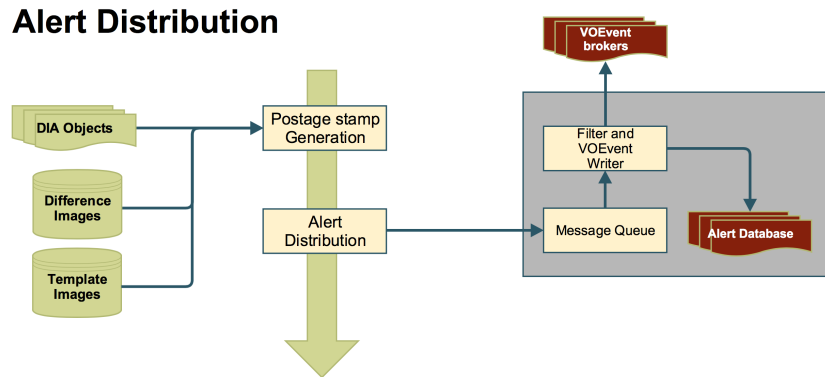 Alert Distribution
VOEvent
brokers
DIA Objects
Postage stamp
Generation
Filter and
VOEvent
Writer
Difference
Images
Alert
Distribution
Message Queue
Alert Database
Template
Images